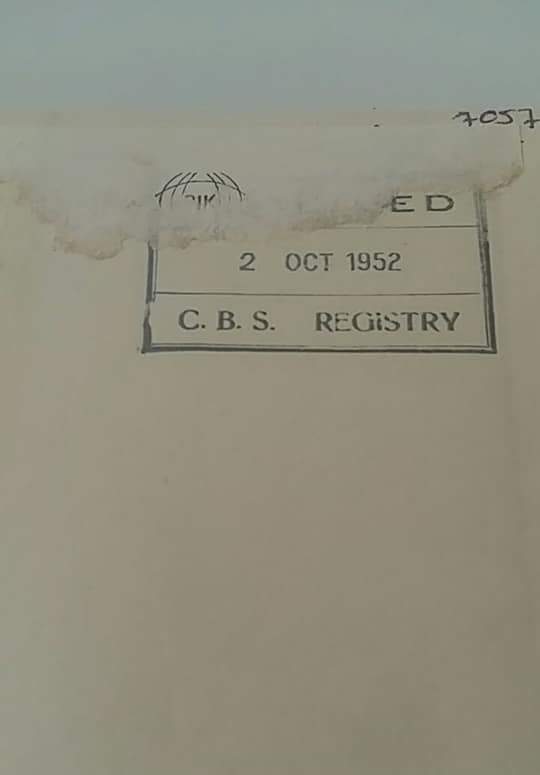 7057
ED
2 OCT 1952
C. B. S. REGISTRY